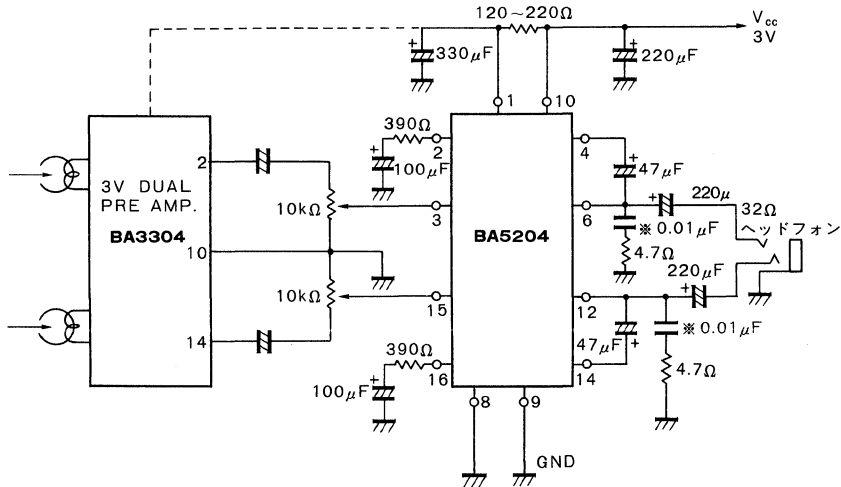 120~220Ω
Vcc
3V
+
330μF
+
220μF
1
10
390Ω
2
+
100μF
4
+
47μF
2
3V DUAL
PRE AMP.
BA3304
10kΩ
3
BA5204
6
+
220μ
32Ω
ヘッドフォン
※0.01μF
4.7Ω
10
10kΩ
15
220μF
+
12
※0.01μF
14
47μF
+
14
4.7Ω
390Ω
16
+
100μF
8
9
GND